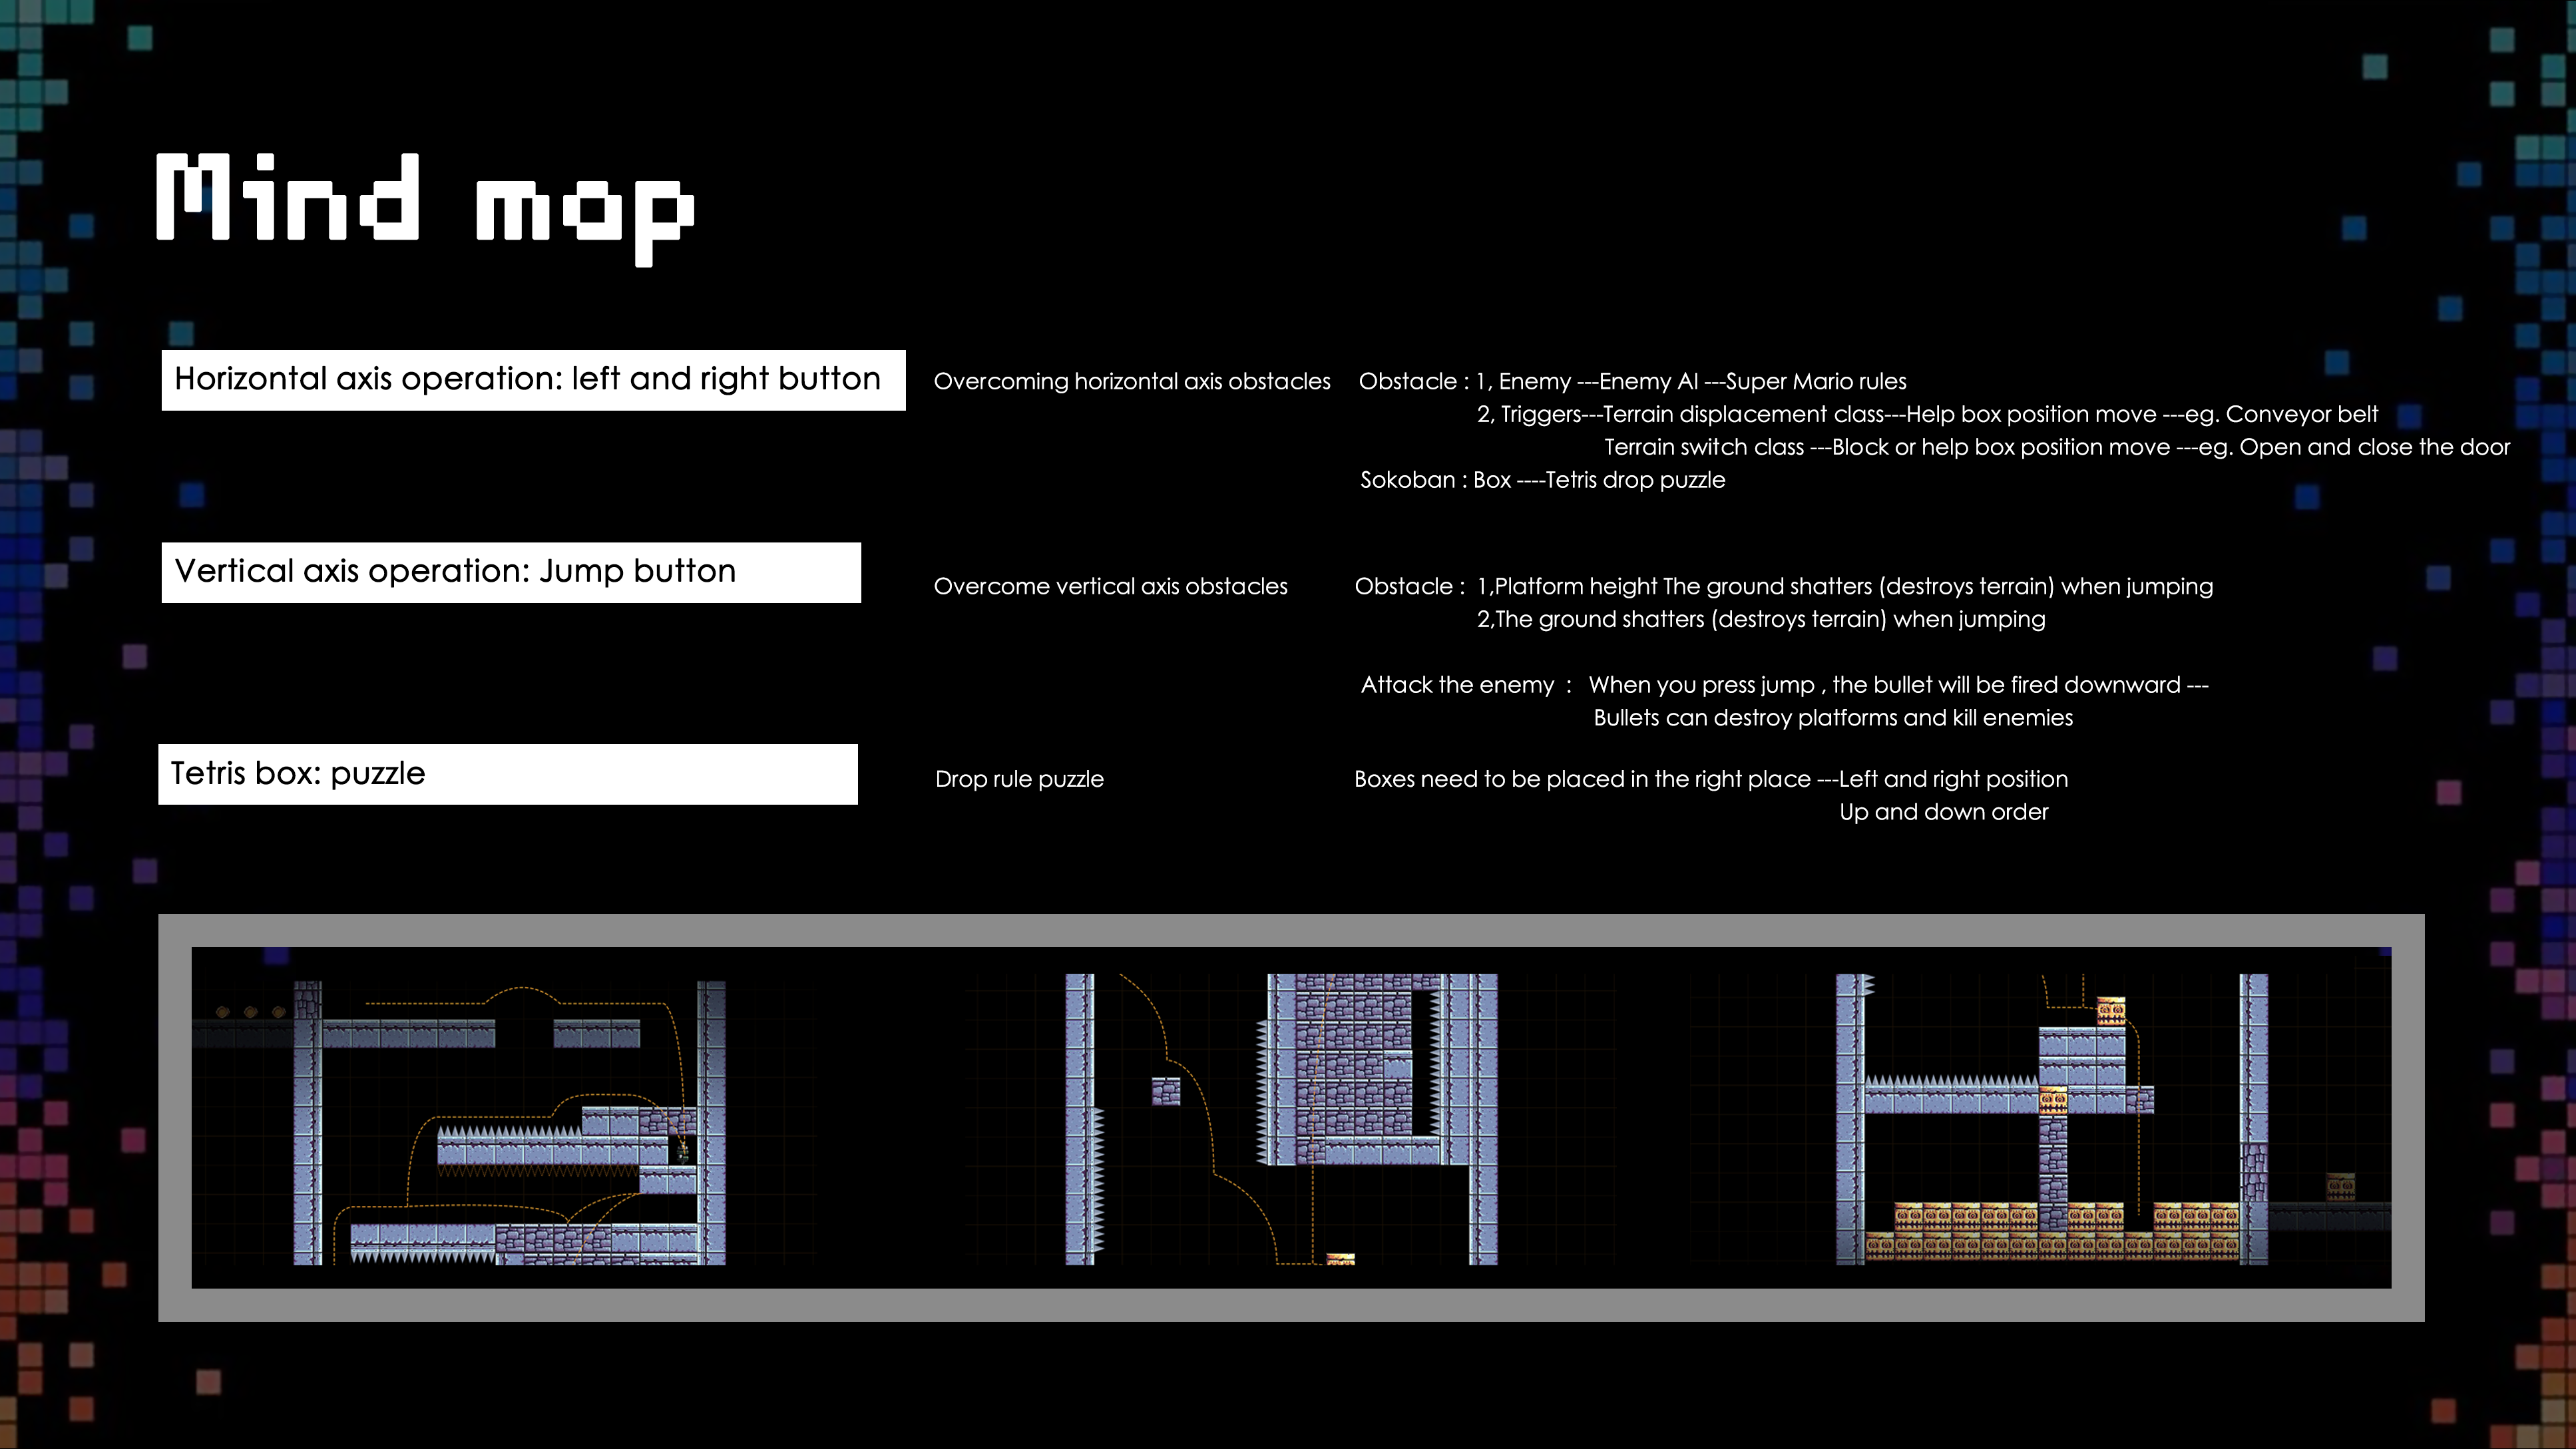 Mind map
Horizontal axis operation: left and right button
Overcoming horizontal axis obstacles
Obstacle : 1, Enemy ---Enemy AI ---Super Mario rules
2, Triggers---Terrain displacement class---Help box position move ---eg. Conveyor belt
Terrain switch class ---Block or help box position move ---eg. Open and close the door
Sokoban : Box ----Tetris drop puzzle
Vertical axis operation: Jump button
Overcome vertical axis obstacles
Obstacle : 1,Platform height The ground shatters (destroys terrain) when jumping
2,The ground shatters (destroys terrain) when jumping
Attack the enemy : When you press jump , the bullet will be fired downward ---
Bullets can destroy platforms and kill enemies
Tetris box: puzzle
Drop rule puzzle
Boxes need to be placed in the right place ---Left and right position
Up and down order